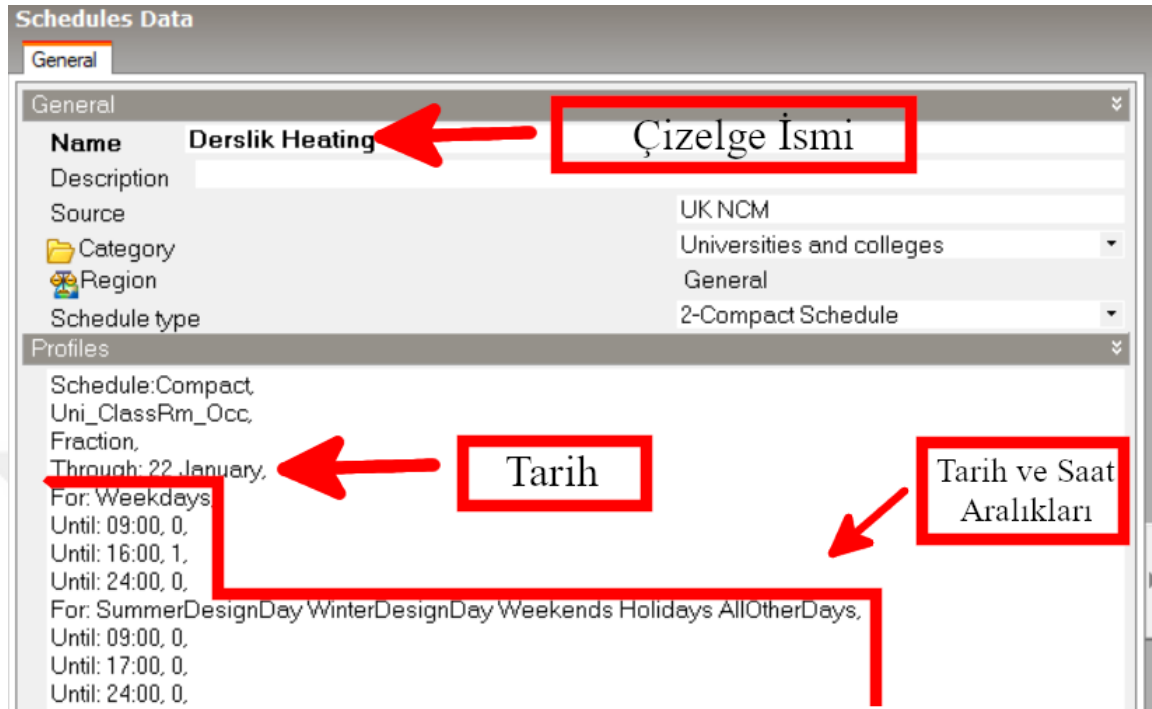 Schedules Data
General
General
Name Derslik Heating Çizelge İsmi
Description
Source UK NCM
Category Universities and colleges
Region General
Schedule type 2-Compact Schedule
Profiles
Schedule:Compact,
Uni_ClassRm_Occ,
Fraction,
Through: 22 January, Tarih
Tarih ve Saat
Aralıkları
For: Weekdays,
Until: 09:00, 0,
Until: 16:00, 1,
Until: 24:00, 0,
For: SummerDesignDay WinterDesignDay Weekends Holidays AllOtherDays,
Until: 09:00, 0,
Until: 17:00, 0,
Until: 24:00, 0,